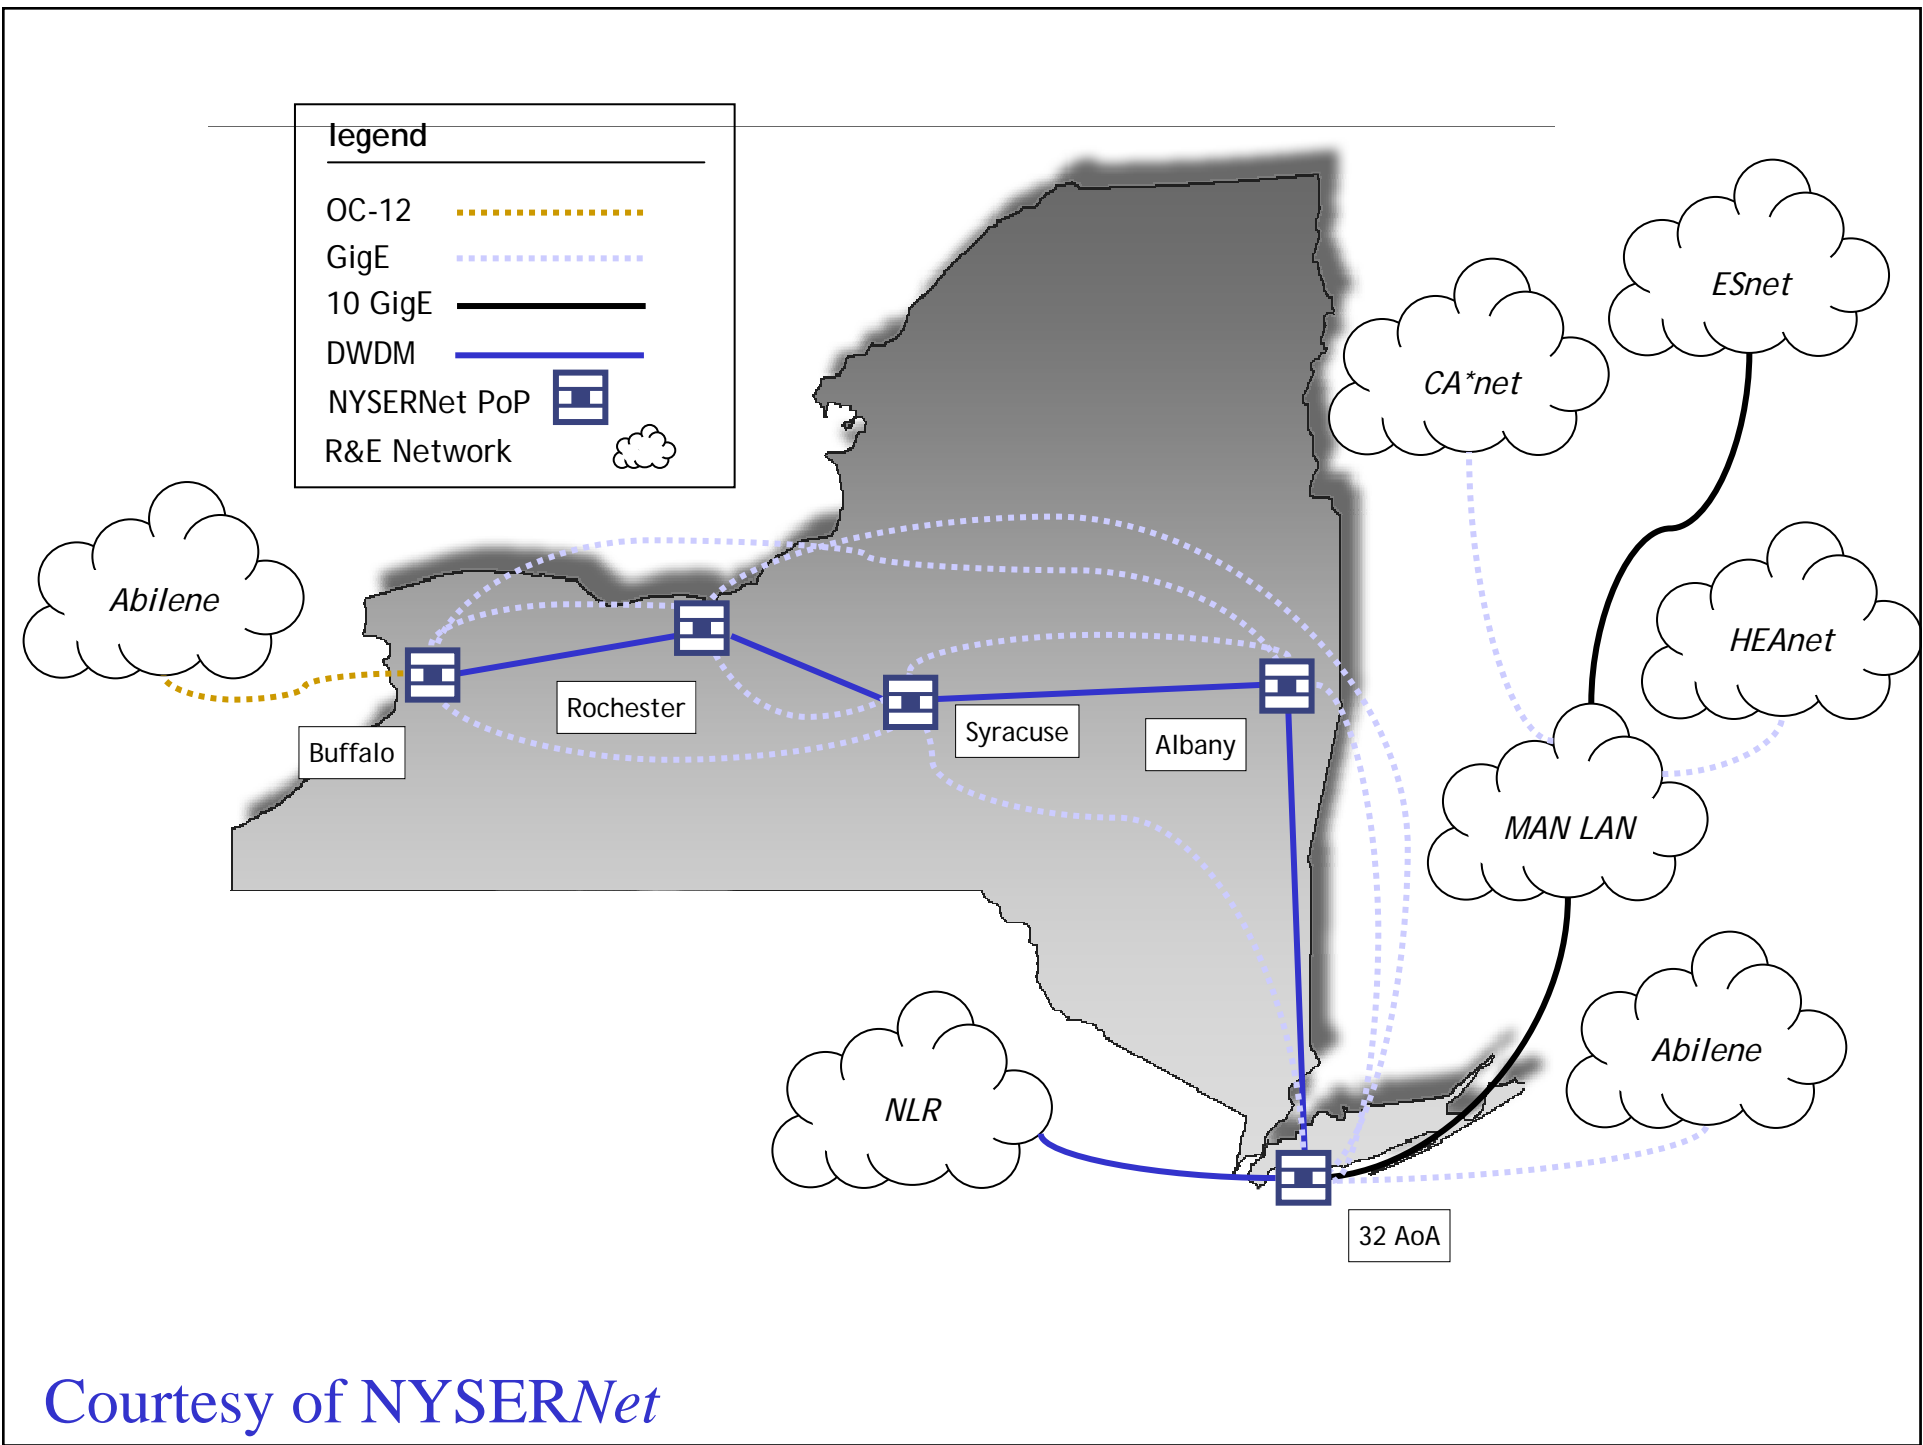 legend
OC-12
GigE
10 GigE
DWDM
NYSERNet PoP
R&E Network
ESnet
CA*net
Abilene
HEAnet
Rochester
Syracuse
Albany
Buffalo
MAN LAN
Abilene
NLR
32 AoA
Courtesy of NYSERNet